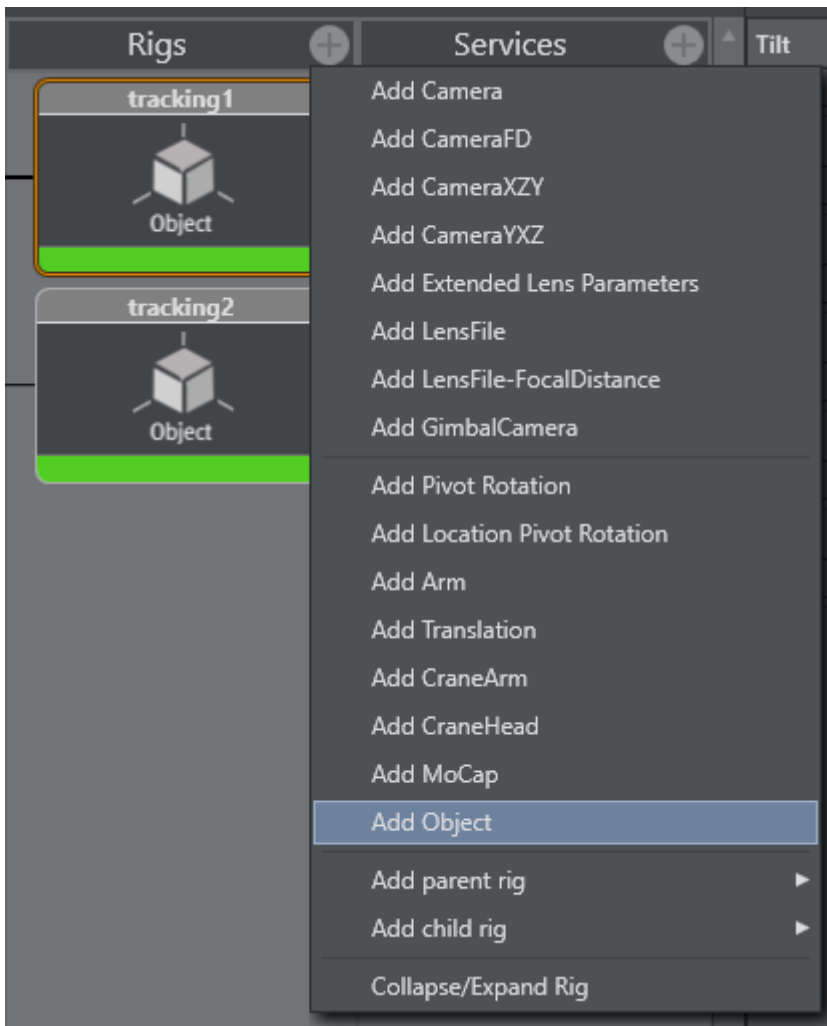 Rigs
Services
Tilt
tracking1
Object
tracking2
Object
Add Camera
Add CameraFD
Add CameraXZY
Add CameraYXZ
Add Extended Lens Parameters
Add LensFile
Add LensFile-FocalDistance
Add GimbalCamera
Add Pivot Rotation
Add Location Pivot Rotation
Add Arm
Add Translation
Add CraneArm
Add CraneHead
Add MoCap
Add Object
Add parent rig
Add child rig
Collapse/Expand Rig